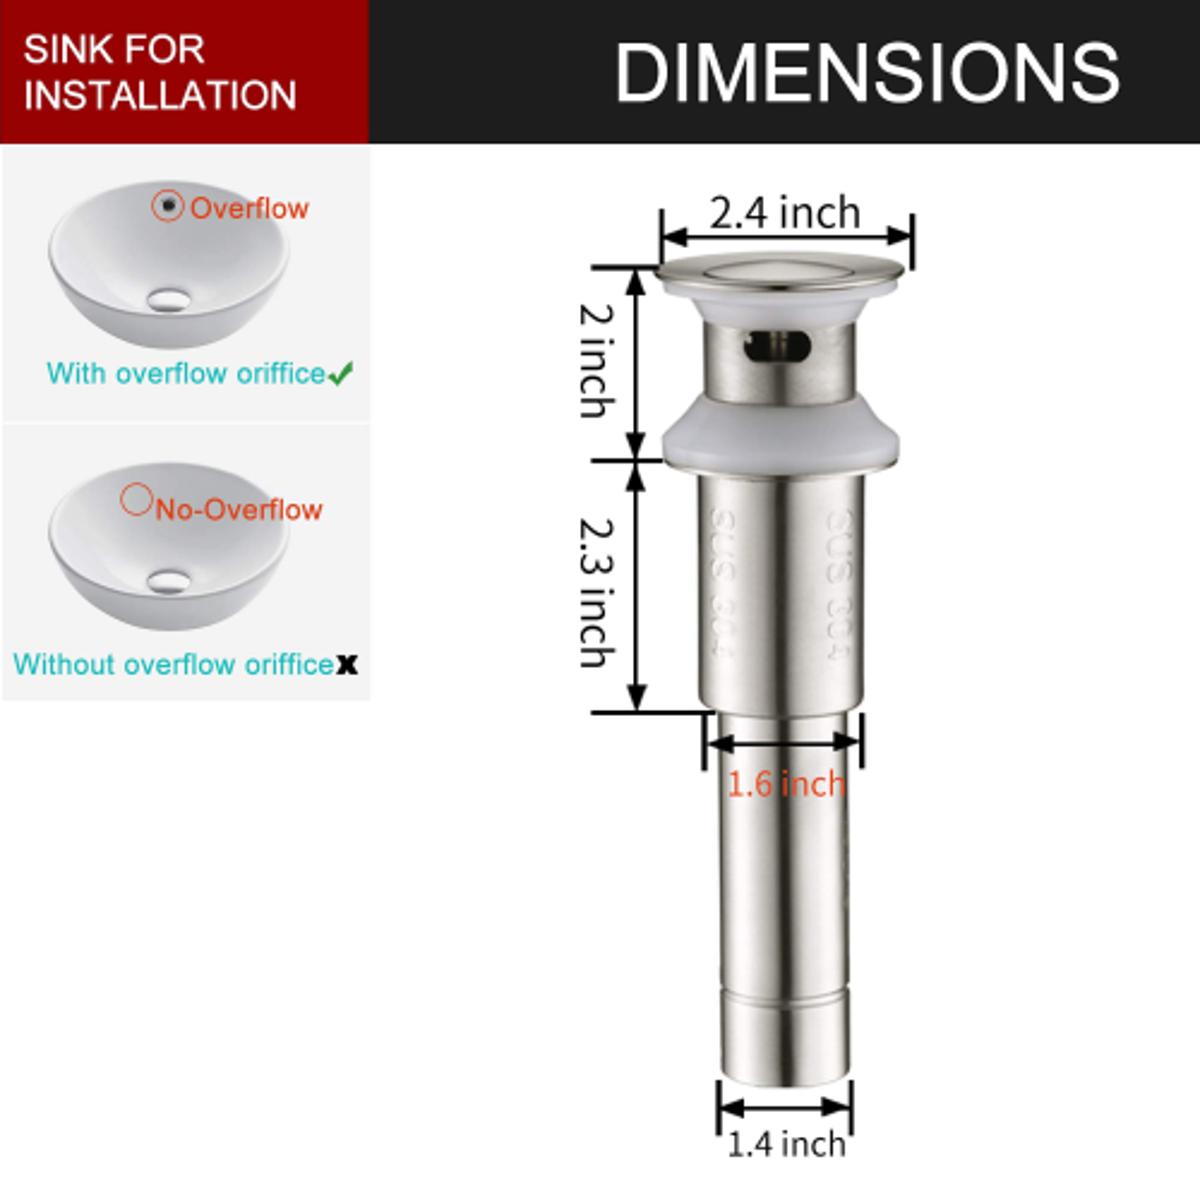 SINK FOR
INSTALLATION
DIMENSIONS
Overflow
With overflow oriffice
No-Overflow
Without overflow oriffice
2.4 inch
2 inch
2.3 inch
SUS 304
SUS 304
1.6 inch
1.4 inch